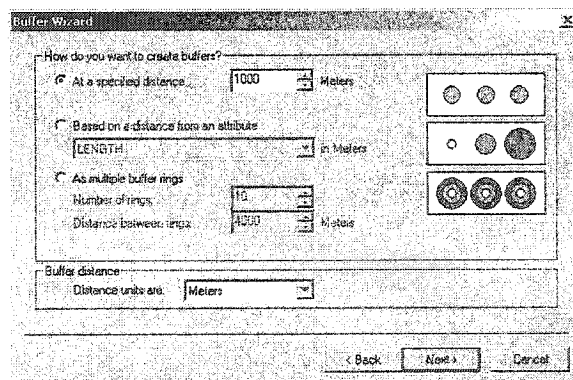 Buffer Wizard
How do you want to create buffers?
At a specified distance 1000 Meters
Based on a distance from an attribute
LENGTH in Meters
As multiple buffer rings
Number of rings: 10
Distance between rings: Meters
Buffer distance
Distance units are: Meters
< Back Next > Cancel